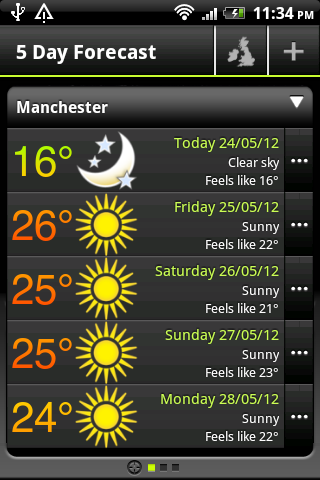 11:34 PM
5 Day Forecast
Manchester
16°
Today 24/05/12
Clear sky
Feels like 16°
26°
Friday 25/05/12
Sunny
Feels like 22°
25°
Saturday 26/05/12
Sunny
Feels like 21°
25°
Sunday 27/05/12
Sunny
Feels like 23°
24°
Monday 28/05/12
Sunny
Feels like 22°